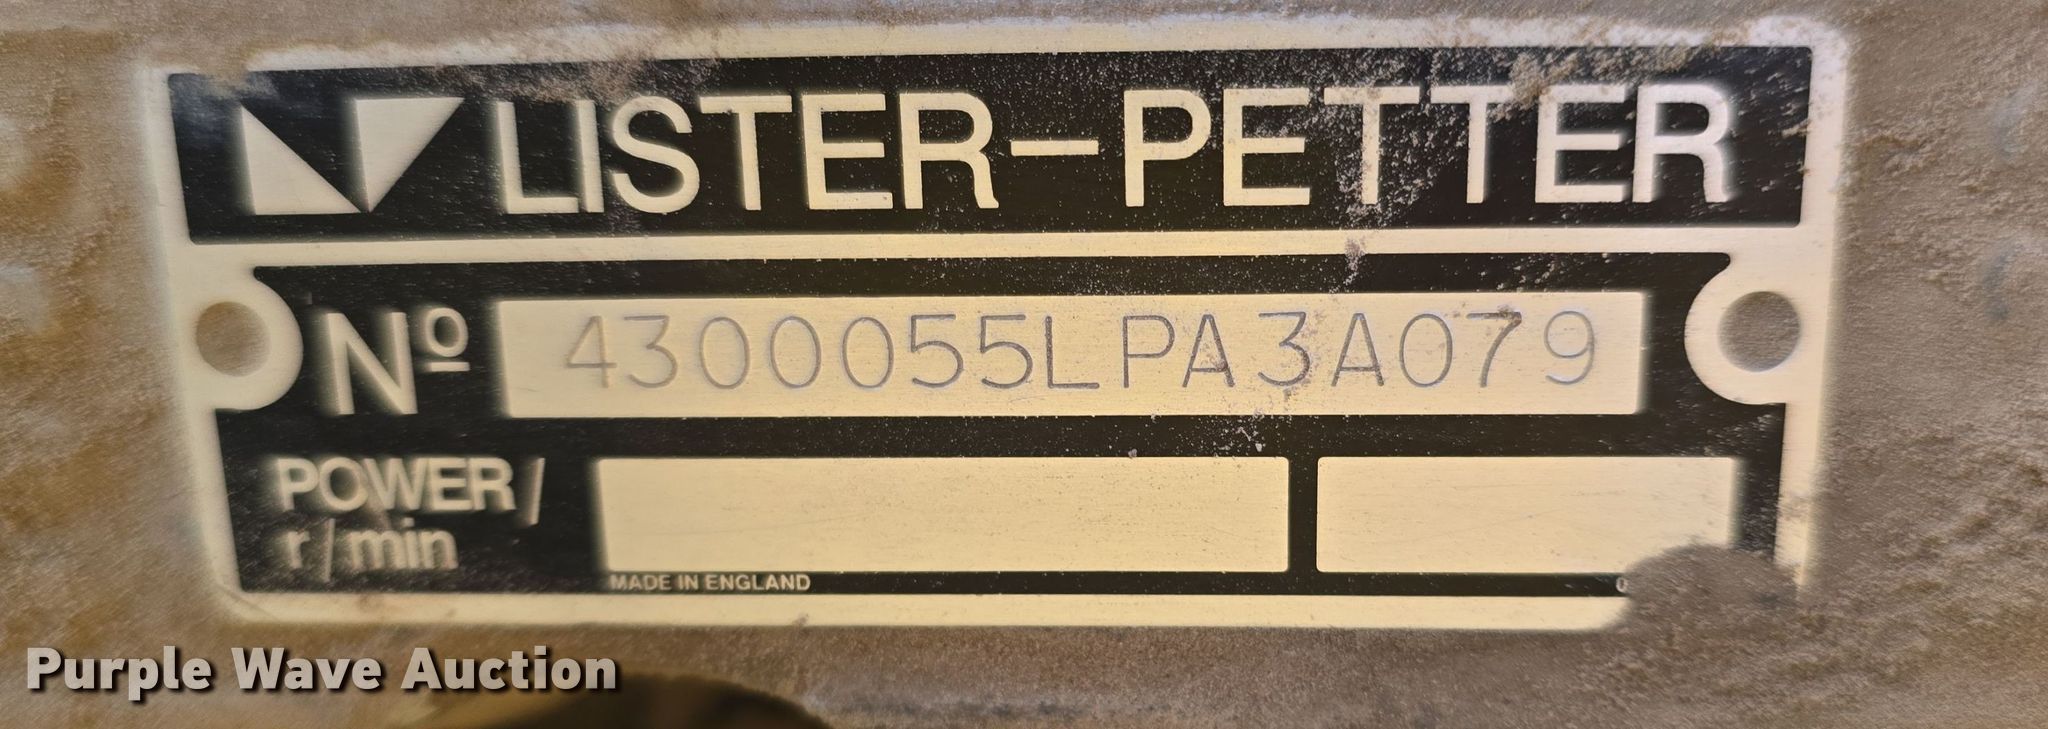 LISTER-PETTER
Nº 4300055LPA3A079
POWER/
r/min
MADE IN ENGLAND
Purple Wave Auction